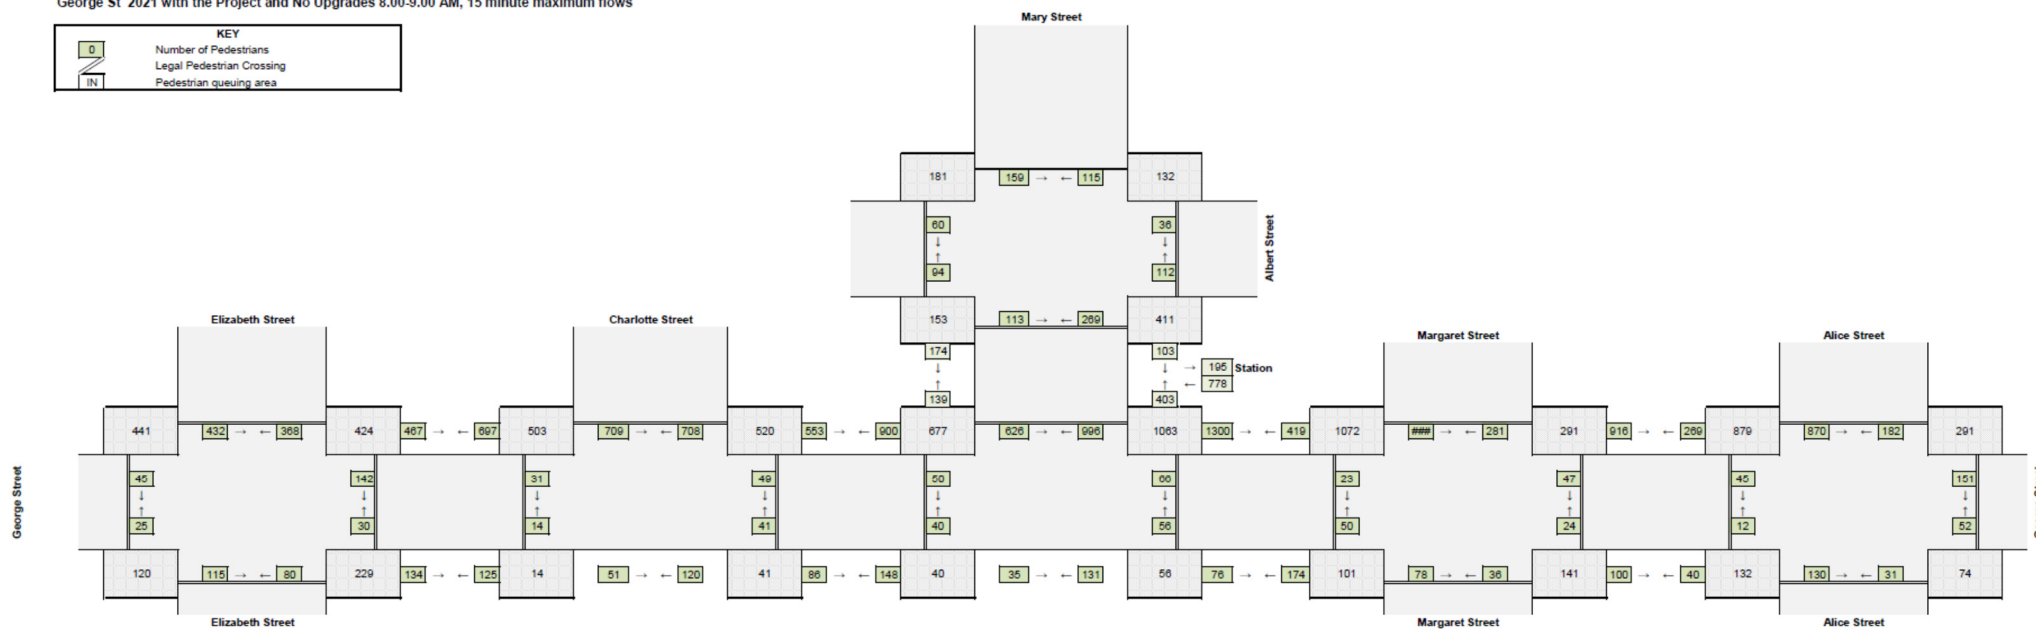 George St 2021 with the Project and No Upgrades 8.00-9.00 AM, 15 minute maximum flows
Mary Street
KEY
0 Number of Pedestrians
Legal Pedestrian Crossing
IN Pedestrian queuing area
181 159 → ← 115 132
60 36
↓ ↓
↑ ↑
94 112
Albert Street
153 113 → ← 269 411
174 103
↓ ↓ → 195 Station
↑ ↑ ← 778
139 403
Elizabeth Street Charlotte Street Margaret Street Alice Street
441 432 → ← 368 424 467 → ← 697 503 709 → ← 708 520 553 → ← 900 677 626 → ← 996 1063 1300 → ← 419 1072 ### → ← 281 291 916 → ← 269 879 870 → ← 182 291
George Street
45 142 31 49 50 66 23 47 45 151
↓ ↓ ↓ ↓ ↓ ↓ ↓ ↓ ↓ ↓
↑ ↑ ↑ ↑ ↑ ↑ ↑ ↑ ↑ ↑
25 30 14 41 40 56 50 24 12 52
120 115 → ← 80 229 134 → ← 125 14 51 → ← 120 41 86 → ← 148 40 35 → ← 131 56 76 → ← 174 101 78 → ← 36 141 100 → ← 40 132 130 → ← 31 74
Elizabeth Street Margaret Street Alice Street